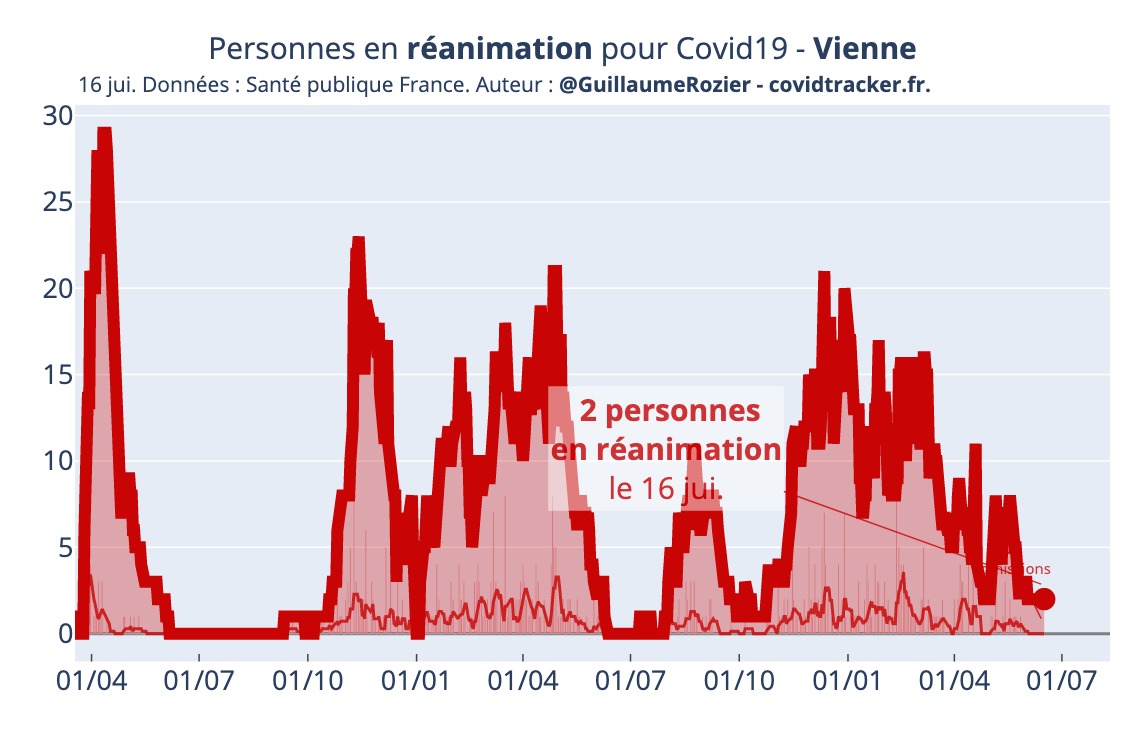 Personnes en réanimation pour Covid19 - Vienne
16 jui. Données : Santé publique France. Auteur : @GuillaumeRozier - covidtracker.fr.
30
25
20
15
10
5
0
2 personnes
en réanimation
le 16 jui.
01/04 01/07 01/10 01/01 01/04 01/07 01/10 01/01 01/04 01/07